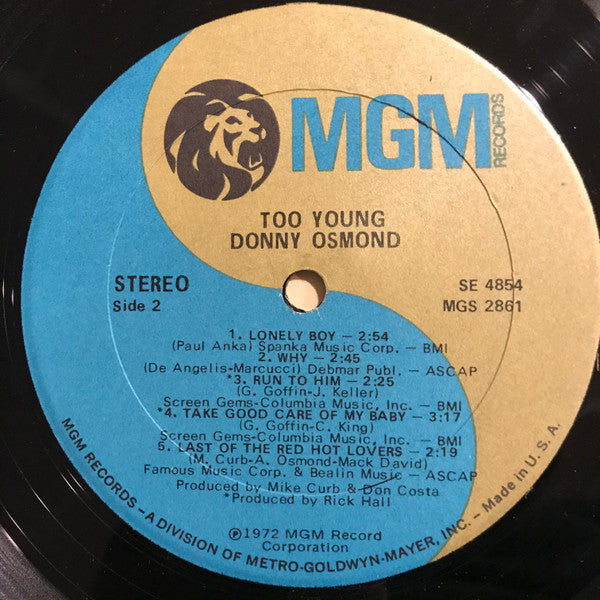 MGM
RECORDS
TOO YOUNG
DONNY OSMOND
STEREO
Side 2
SE 4854
MGS 2861
1. LONELY BOY — 2:54
(Paul Anka) Spanka Music Corp. — BMI
2. WHY — 2:45
(De Angelis-Marcucci) Debmar Publ. — ASCAP
*3. RUN TO HIM — 2:25
(G. Goffin-J. Keller)
Screen Gems-Columbia Music, Inc. — BMI
*4. TAKE GOOD CARE OF MY BABY — 3:17
(G. Goffin-C. King)
Screen Gems-Columbia Music, Inc. — BMI
5. LAST OF THE RED HOT LOVERS — 2:19
(M. Curb-A. Osmond-Mack David)
Famous Music Corp. & Bealin Music — ASCAP
Produced by Mike Curb & Don Costa
*Produced by Rick Hall
℗1972 MGM Record
Corporation
MGM RECORDS — A DIVISION OF METRO-GOLDWYN-MAYER, INC. — Made in U. S. A.